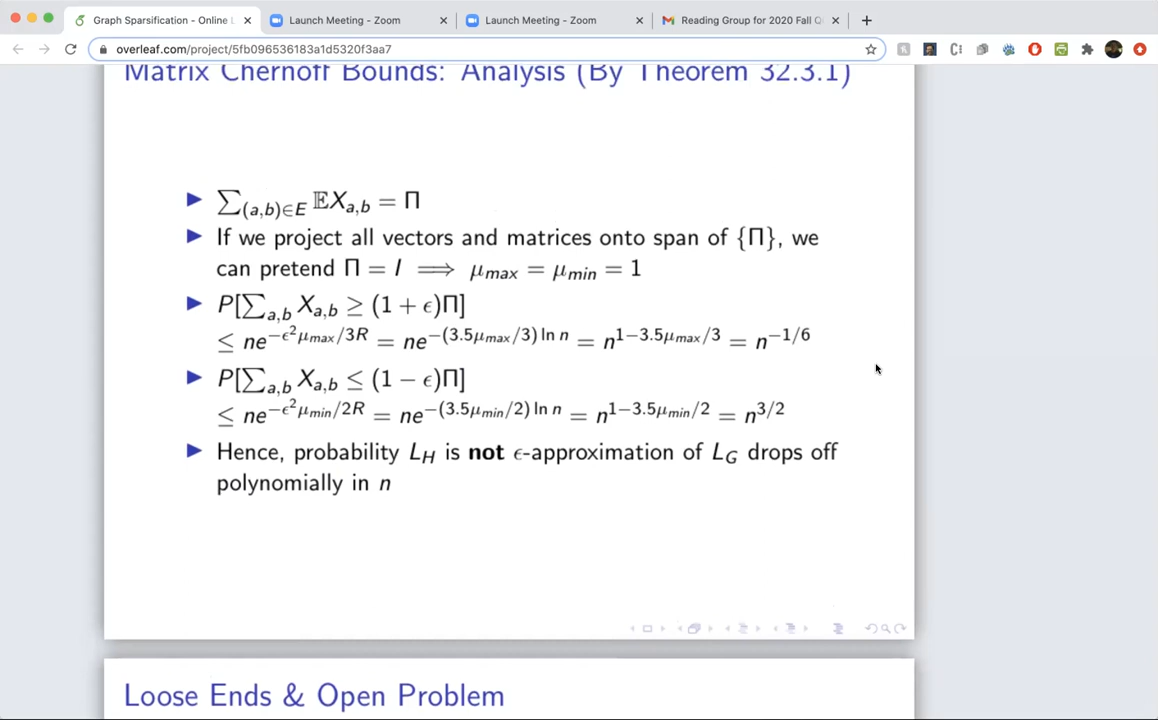 Graph Sparsification - Online L
Launch Meeting - Zoom
Launch Meeting - Zoom
Reading Group for 2020 Fall Q
overleaf.com/project/5fb096536183a1d5320f3aa7
Matrix Chernoff Bounds: Analysis (By Theorem 32.3.1)
▶ ∑_{(a,b)∈E} 𝔼X_{a,b} = Π
▶ If we project all vectors and matrices onto span of {Π}, we
can pretend Π = I ⟹ μ_{max} = μ_{min} = 1
▶ P[∑_{a,b} X_{a,b} ≥ (1 + ϵ)Π]
≤ ne^{-ϵ²μ_{max}/3R} = ne^{-(3.5μ_{max}/3) ln n} = n^{1-3.5μ_{max}/3} = n^{-1/6}
▶ P[∑_{a,b} X_{a,b} ≤ (1 − ϵ)Π]
≤ ne^{-ϵ²μ_{min}/2R} = ne^{-(3.5μ_{min}/2) ln n} = n^{1-3.5μ_{min}/2} = n^{3/2}
▶ Hence, probability L_H is not ϵ-approximation of L_G drops off
polynomially in n
Loose Ends & Open Problem